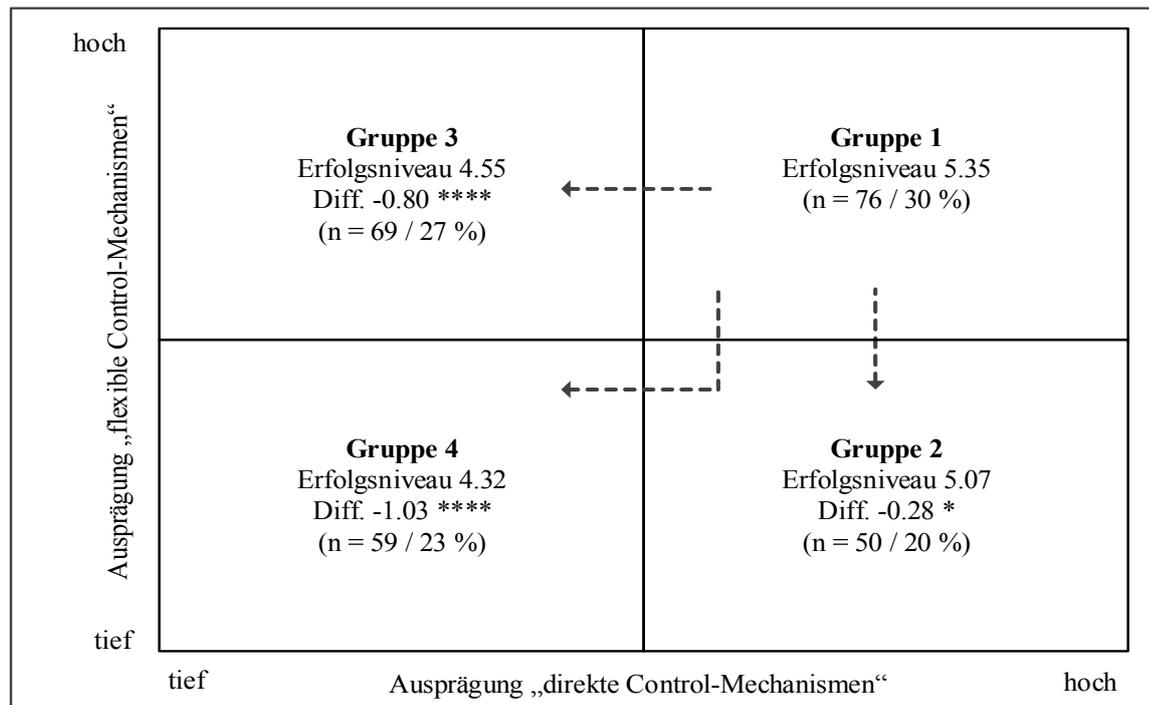 hoch
Ausprägung „flexible Control-Mechanismen“
Gruppe 3
Erfolgsniveau 4.55
Diff. -0.80 ****
(n = 69 / 27 %)
Gruppe 1
Erfolgsniveau 5.35
(n = 76 / 30 %)
Gruppe 4
Erfolgsniveau 4.32
Diff. -1.03 ****
(n = 59 / 23 %)
Gruppe 2
Erfolgsniveau 5.07
Diff. -0.28 *
(n = 50 / 20 %)
tief
tief
Ausprägung „direkte Control-Mechanismen“
hoch